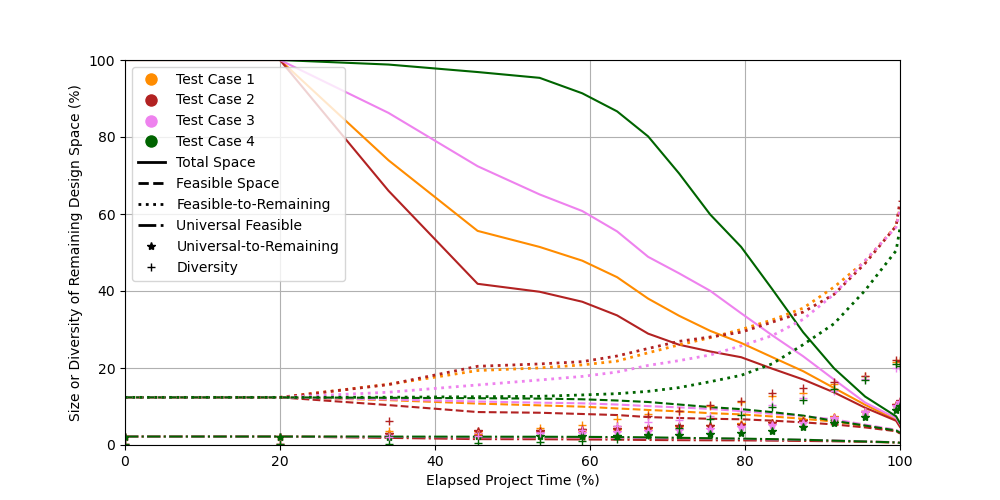 100
80
60
40
20
0
Size or Diversity of Remaining Design Space (%)
Test Case 1
Test Case 2
Test Case 3
Test Case 4
Total Space
Feasible Space
Feasible-to-Remaining
Universal Feasible
Universal-to-Remaining
Diversity
0 20 40 60 80 100
Elapsed Project Time (%)